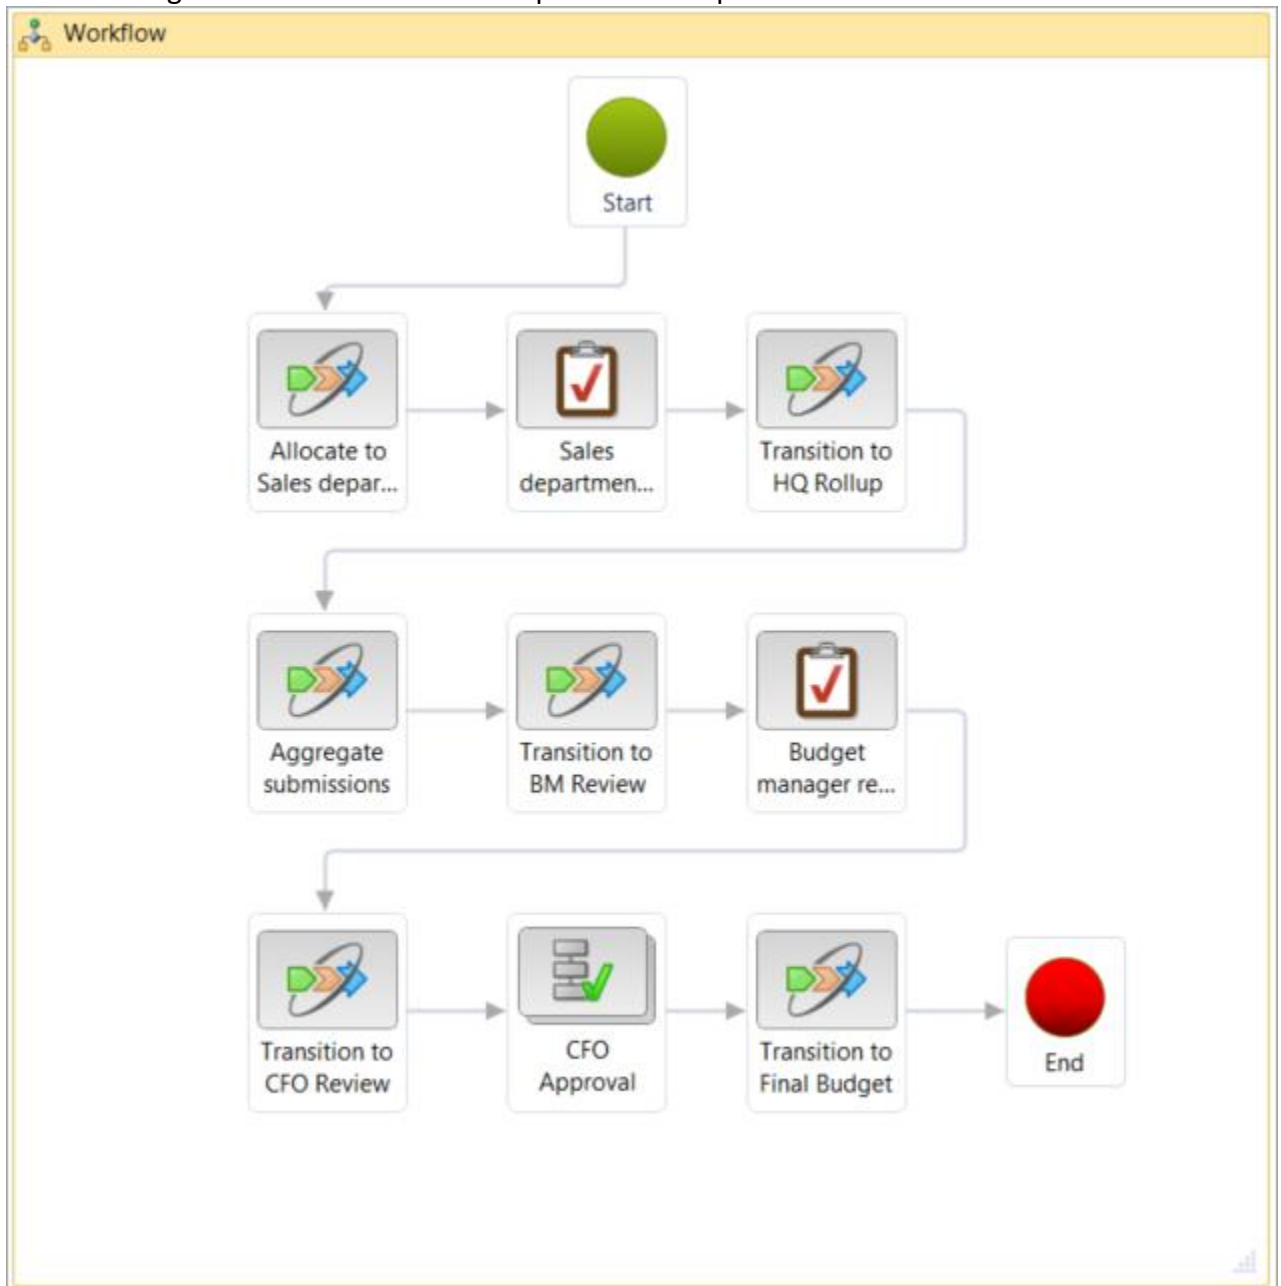 Workflow
Start
Allocate to
Sales depar...
Sales
departmen...
Transition to
HQ Rollup
Aggregate
submissions
Transition to
BM Review
Budget
manager re...
Transition to
CFO Review
CFO
Approval
Transition to
Final Budget
End